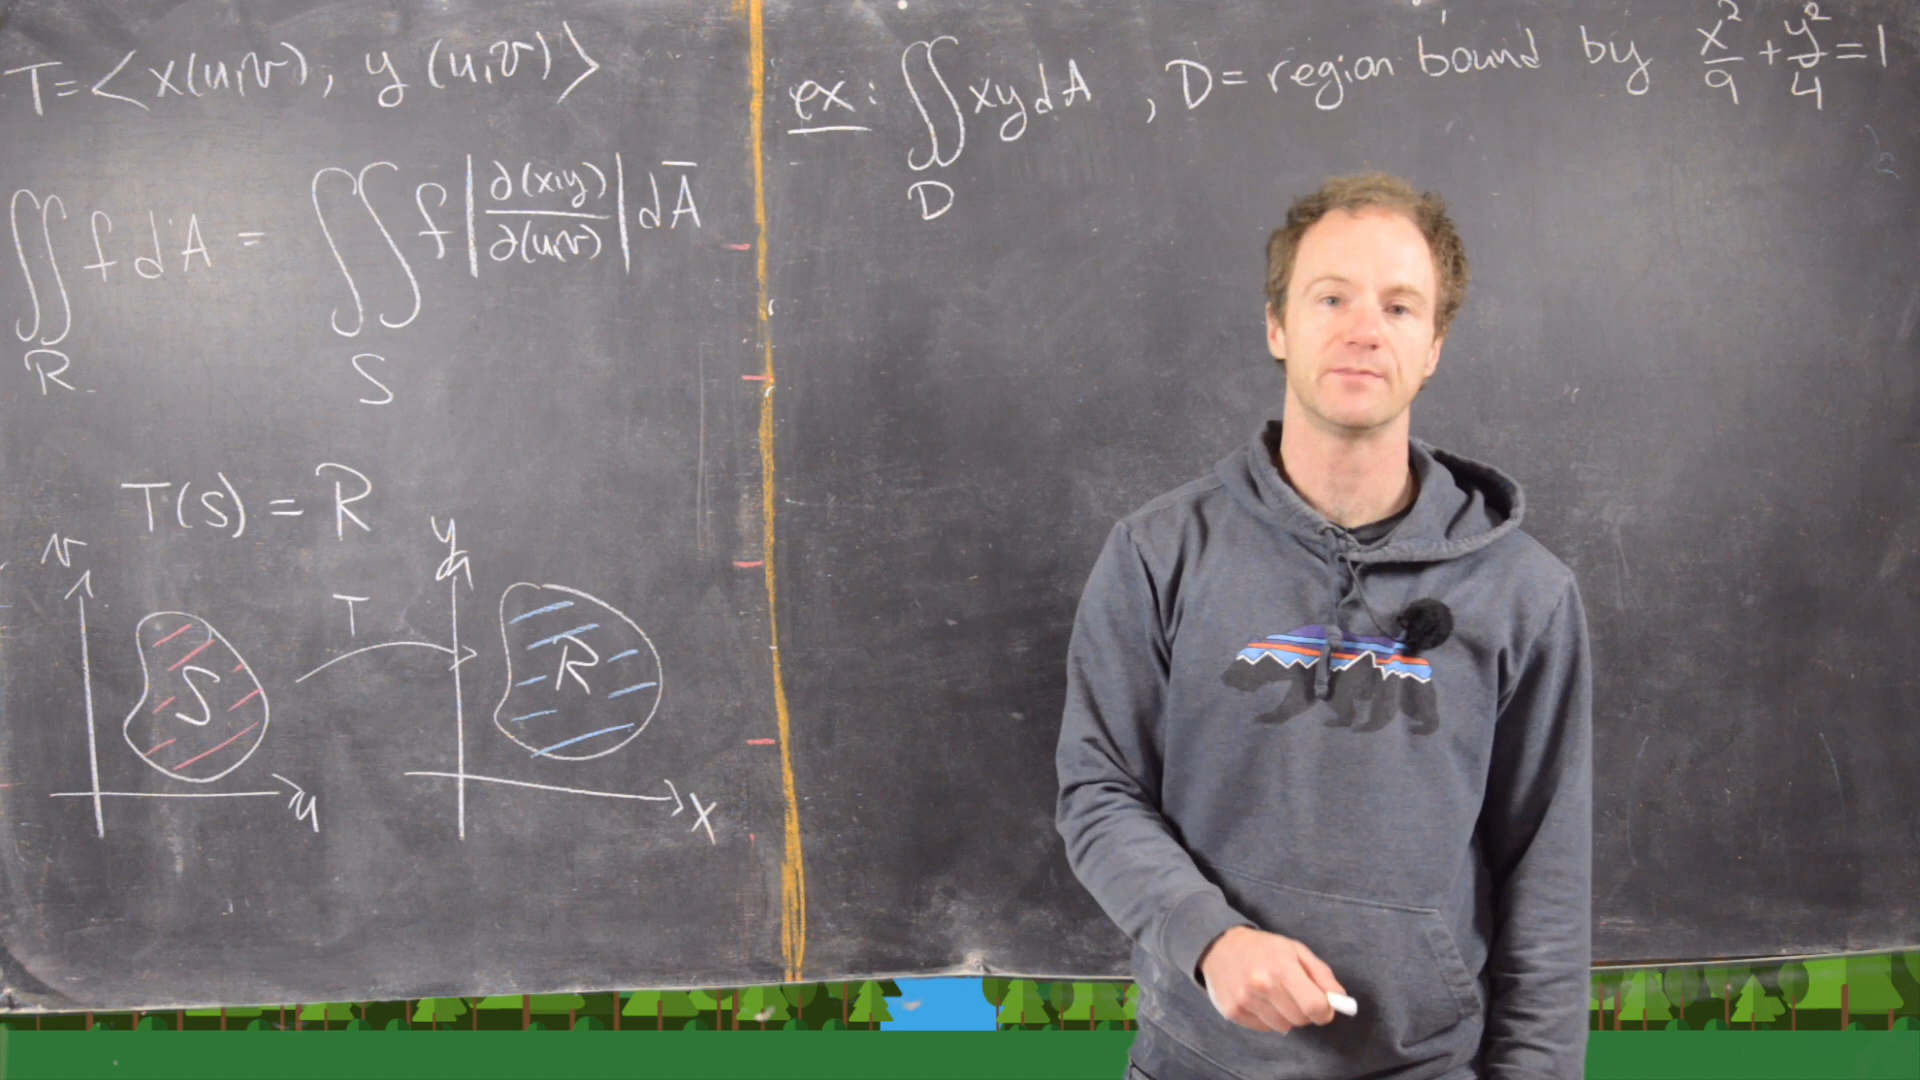 T = < x(u,v), y(u,v) >
∬_R f dA = ∬_S f |∂(x,y)/∂(u,v)| dĀ
T(S) = R
v
y
T
S
R
u
x
ex: ∬_D xy dA , D = region bound by x²/9 + y²/4 = 1